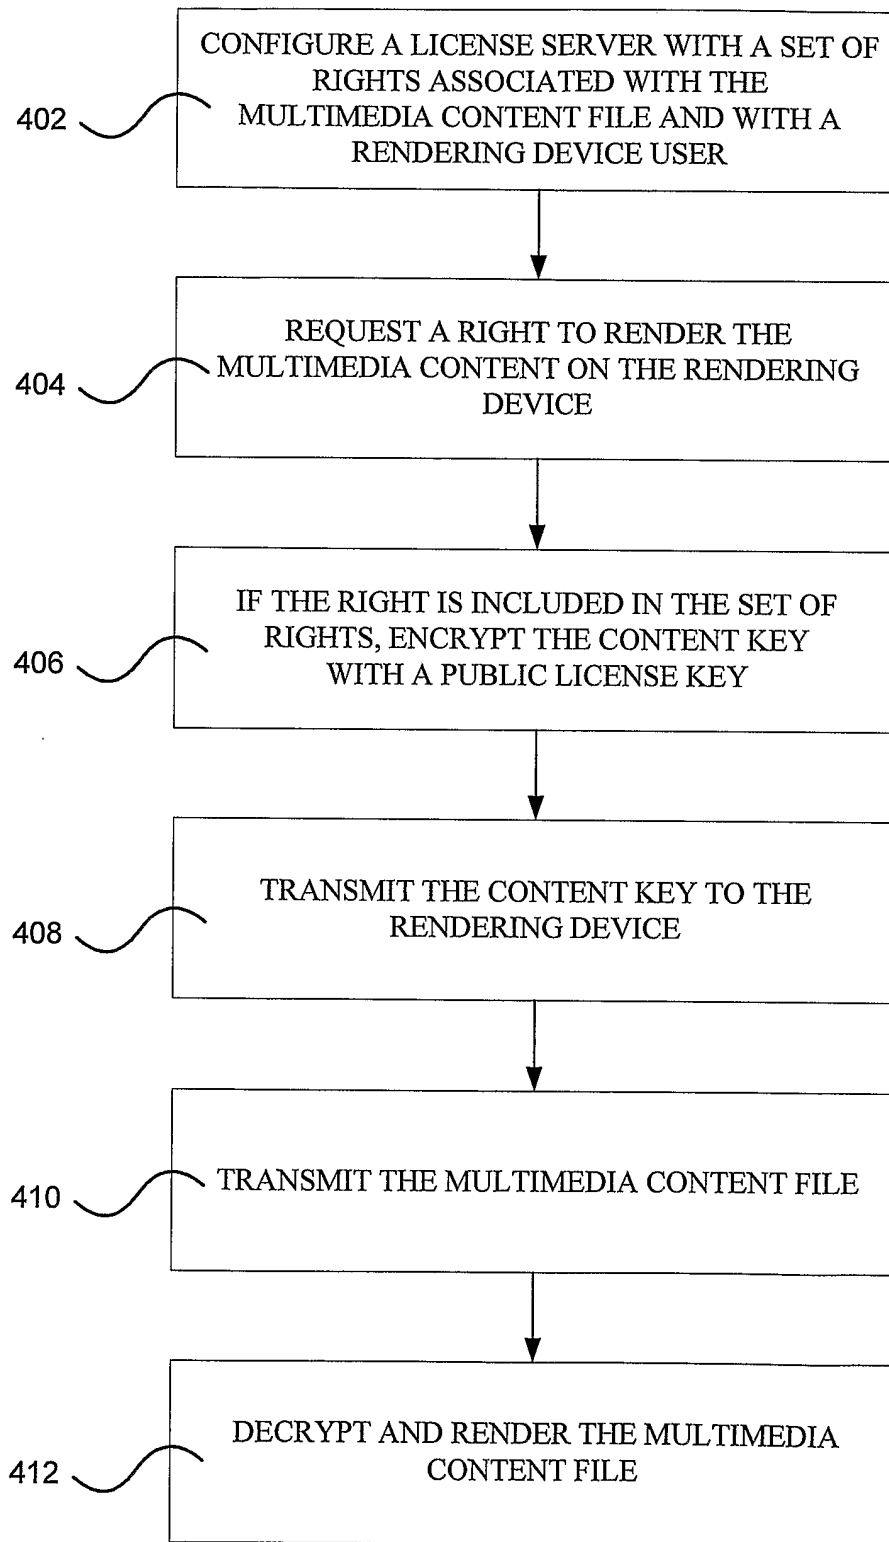 CONFIGURE A LICENSE SERVER WITH A SET OF
RIGHTS ASSOCIATED WITH THE
MULTIMEDIA CONTENT FILE AND WITH A
RENDERING DEVICE USER
402
REQUEST A RIGHT TO RENDER THE
MULTIMEDIA CONTENT ON THE RENDERING
DEVICE
404
IF THE RIGHT IS INCLUDED IN THE SET OF
RIGHTS, ENCRYPT THE CONTENT KEY
WITH A PUBLIC LICENSE KEY
406
TRANSMIT THE CONTENT KEY TO THE
RENDERING DEVICE
408
TRANSMIT THE MULTIMEDIA CONTENT FILE
410
DECRYPT AND RENDER THE MULTIMEDIA
CONTENT FILE
412